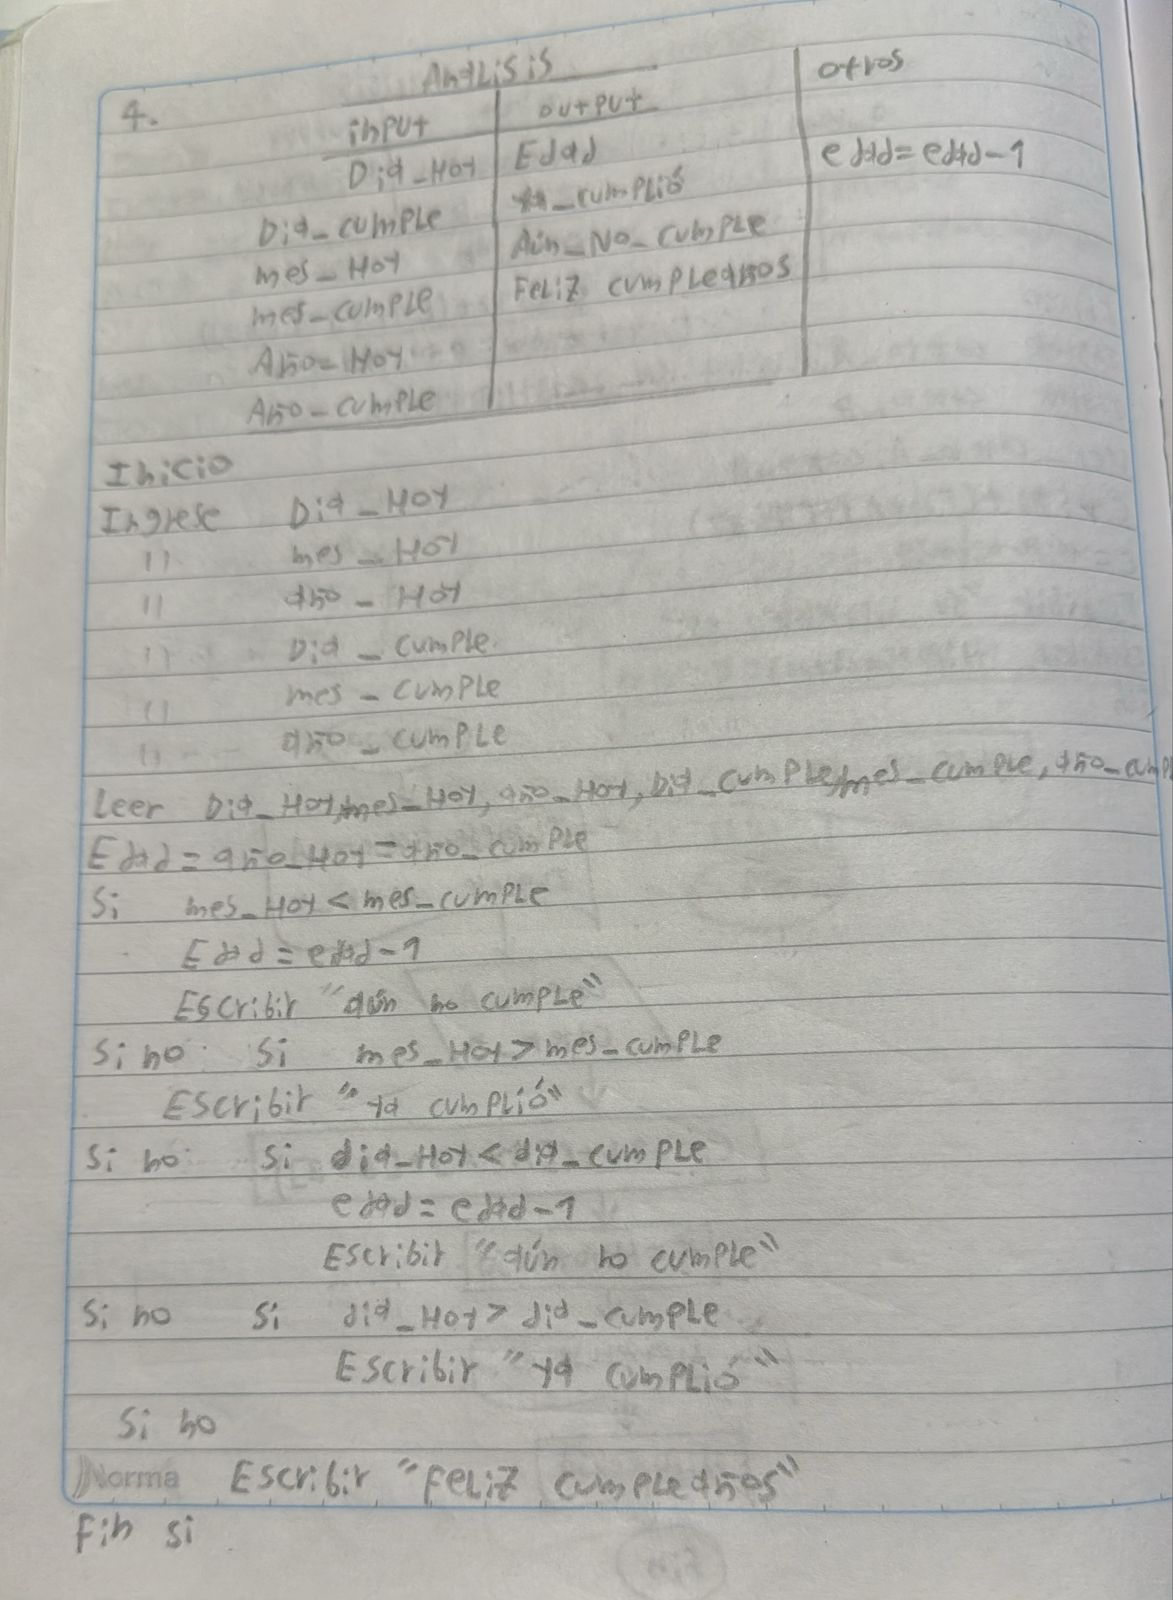 4. Análisis
input output otros
Dia_Hoy Edad edad=edad-1
Dia_cumple ya_cumplió
mes_Hoy Aún_No_cumple
mes_cumple Feliz cumpleaños
Año_Hoy
Año_cumple
Inicio
Ingrese Dia_Hoy
" mes_Hoy
" año_Hoy
" Dia_cumple
" mes_cumple
" año_cumple
Leer Dia_Hoy, mes_Hoy, año_Hoy, Dia_cumple, mes_cumple, año_cumpl
Edad=año_Hoy=año_cumple
Si mes_Hoy<mes_cumple
Edad=edad-1
Escribir "aún no cumple"
Si no Si mes_Hoy>mes_cumple
Escribir "ya cumplió"
Si no Si dia_Hoy<dia_cumple
edad=edad-1
Escribir "aún no cumple"
Si no Si dia_Hoy>dia_cumple
Escribir "ya cumplió"
Si no
Norma Escribir "Feliz cumpleaños"
Fin si